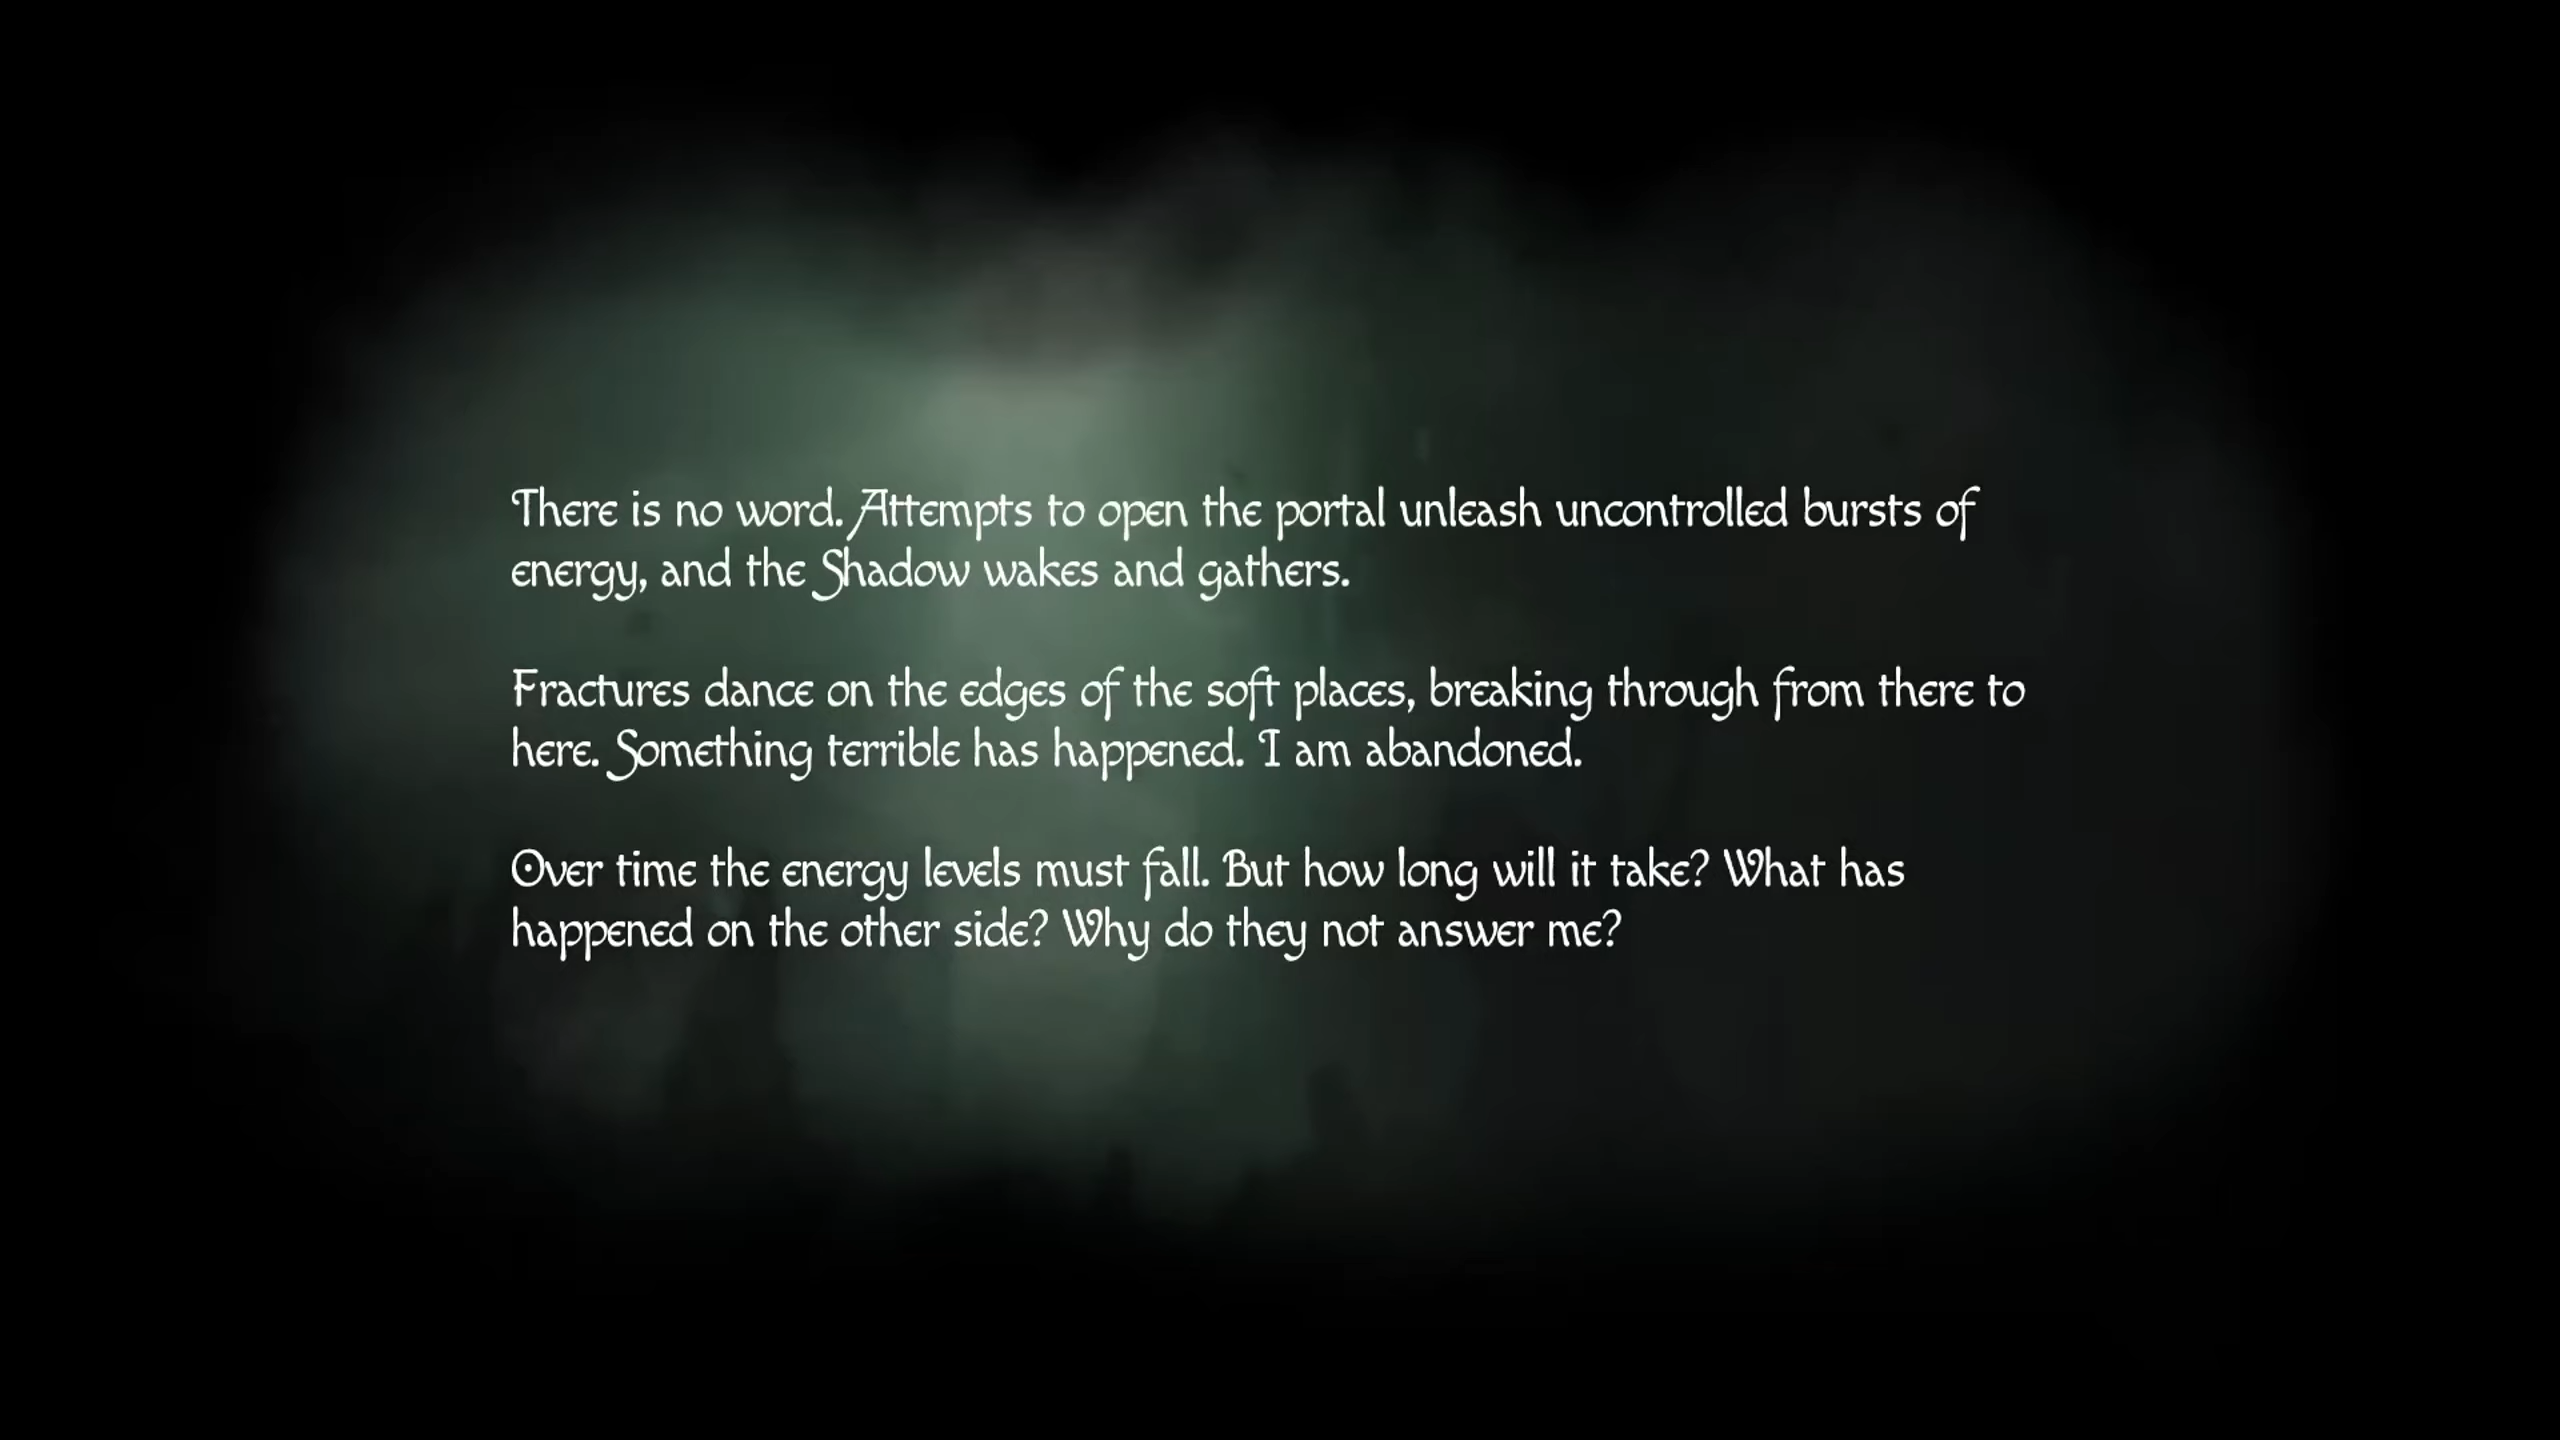 There is no word. Attempts to open the portal unleash uncontrolled bursts of
energy, and the Shadow wakes and gathers.
Fractures dance on the edges of the soft places, breaking through from there to
here. Something terrible has happened. I am abandoned.
Over time the energy levels must fall. But how long will it take? What has
happened on the other side? Why do they not answer me?